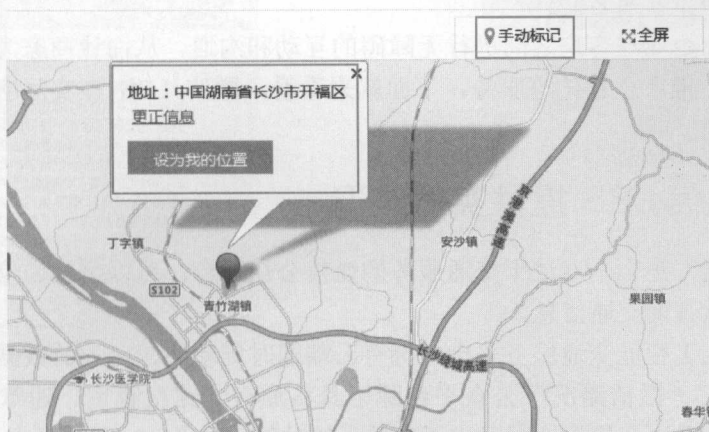 手动标记
全屏
地址：中国湖南省长沙市开福区
更正信息
设为我的位置
京港澳高速
丁字镇
安沙镇
S102
青竹湖镇
果园镇
长沙绕城高速
长沙医学院
春华